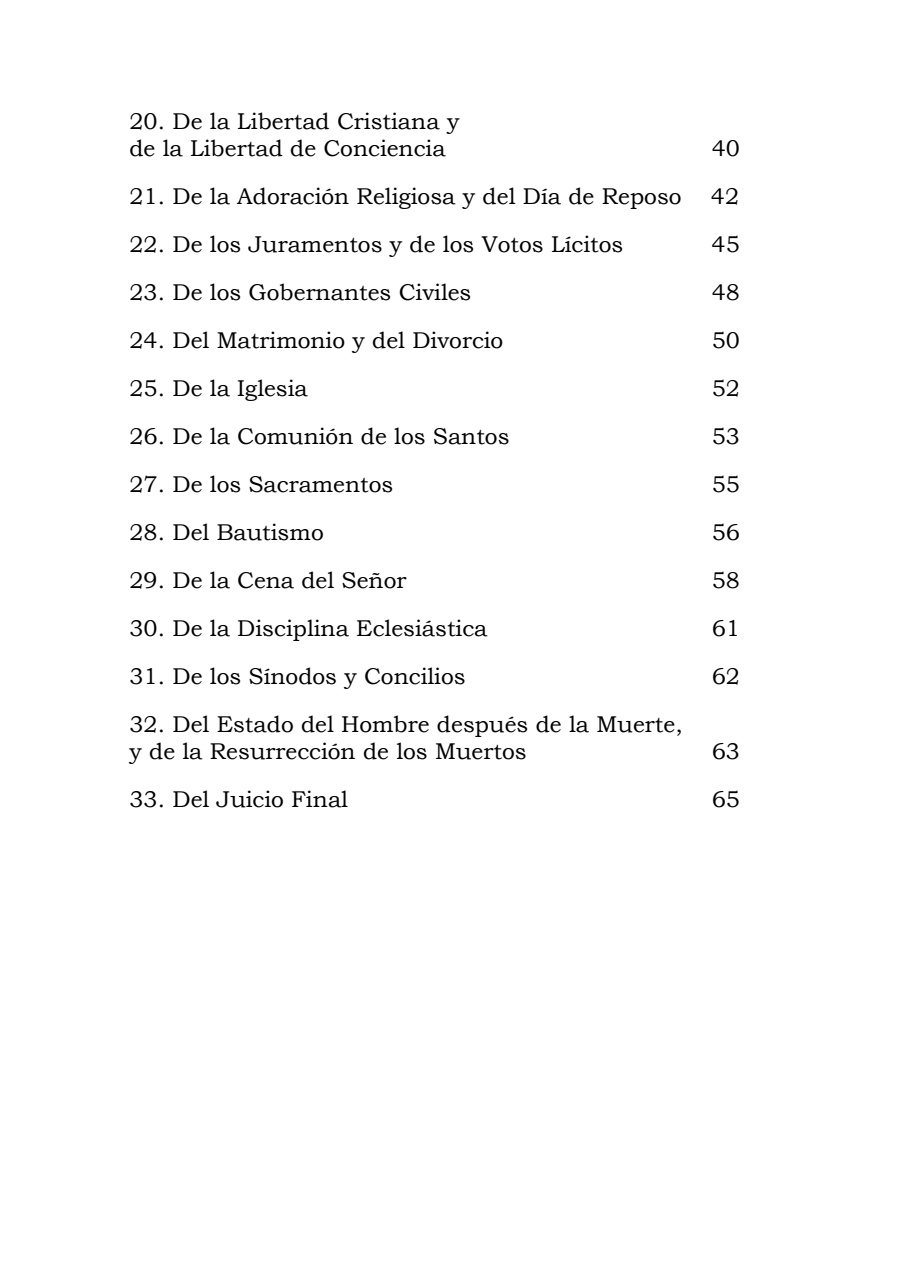 20. De la Libertad Cristiana y
de la Libertad de Conciencia 40
21. De la Adoración Religiosa y del Día de Reposo 42
22. De los Juramentos y de los Votos Lícitos 45
23. De los Gobernantes Civiles 48
24. Del Matrimonio y del Divorcio 50
25. De la Iglesia 52
26. De la Comunión de los Santos 53
27. De los Sacramentos 55
28. Del Bautismo 56
29. De la Cena del Señor 58
30. De la Disciplina Eclesiástica 61
31. De los Sínodos y Concilios 62
32. Del Estado del Hombre después de la Muerte,
y de la Resurrección de los Muertos 63
33. Del Juicio Final 65